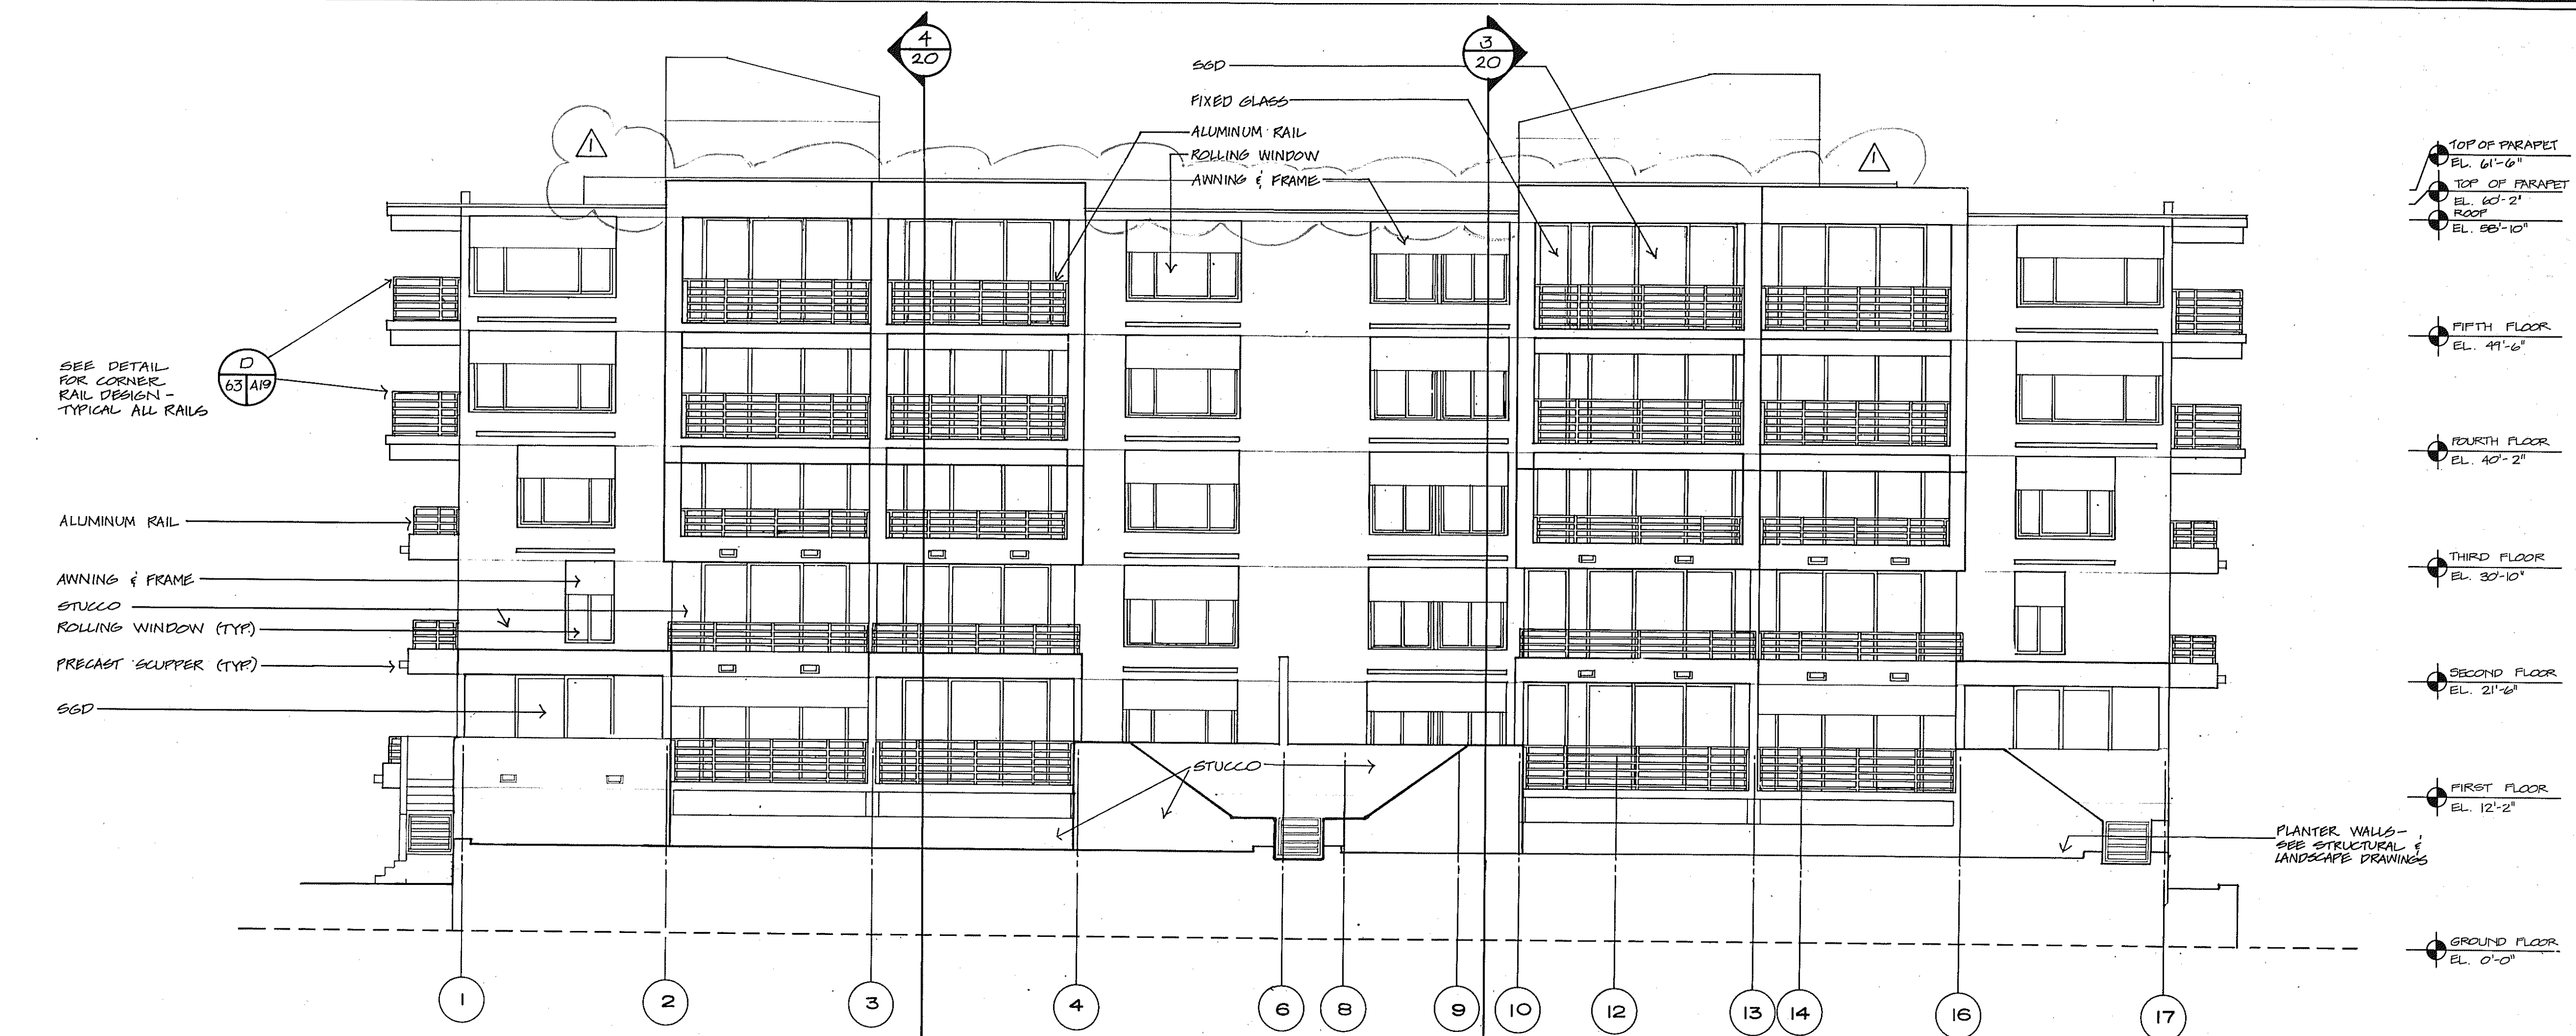 4
20
3
20
SGD
FIXED GLASS
ALUMINUM RAIL
ROLLING WINDOW
AWNING & FRAME
1
1
TOP OF PARAPET
EL. 61'-6"
TOP OF PARAPET
EL. 60'-2"
ROOF
EL. 58'-10"
FIFTH FLOOR
EL. 49'-6"
FOURTH FLOOR
EL. 40'-2"
THIRD FLOOR
EL. 30'-10"
SECOND FLOOR
EL. 21'-6"
FIRST FLOOR
EL. 12'-2"
GROUND FLOOR
EL. 0'-0"
SEE DETAIL
FOR CORNER
RAIL DESIGN -
TYPICAL ALL RAILS
D
63 A19
ALUMINUM RAIL
AWNING & FRAME
STUCCO
ROLLING WINDOW (TYP.)
PRECAST SCUPPER (TYP.)
SGD
STUCCO
PLANTER WALLS-
SEE STRUCTURAL &
LANDSCAPE DRAWINGS
1
2
3
4
6
8
9
10
12
13
14
16
17